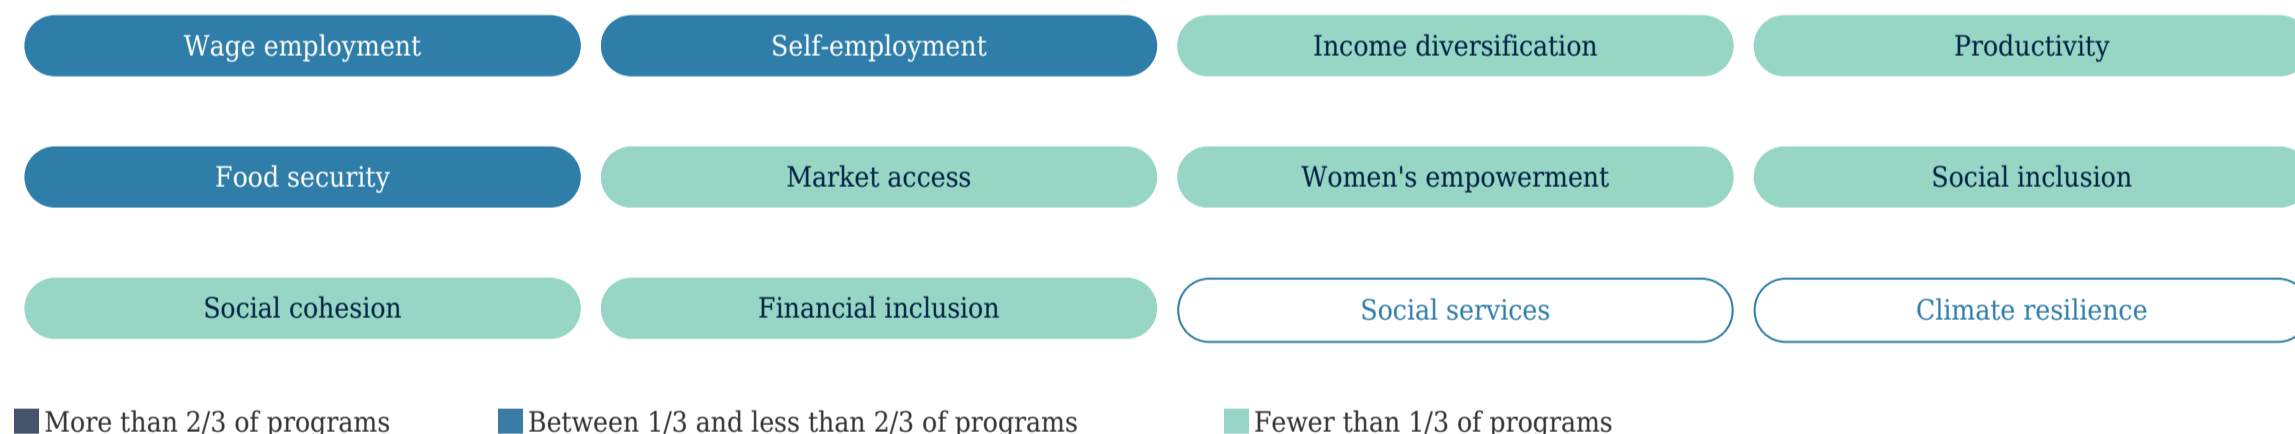 Wage employment Self-employment Income diversification Productivity
Food security Market access Women's empowerment Social inclusion
Social cohesion Financial inclusion Social services Climate resilience
More than 2/3 of programs Between 1/3 and less than 2/3 of programs Fewer than 1/3 of programs